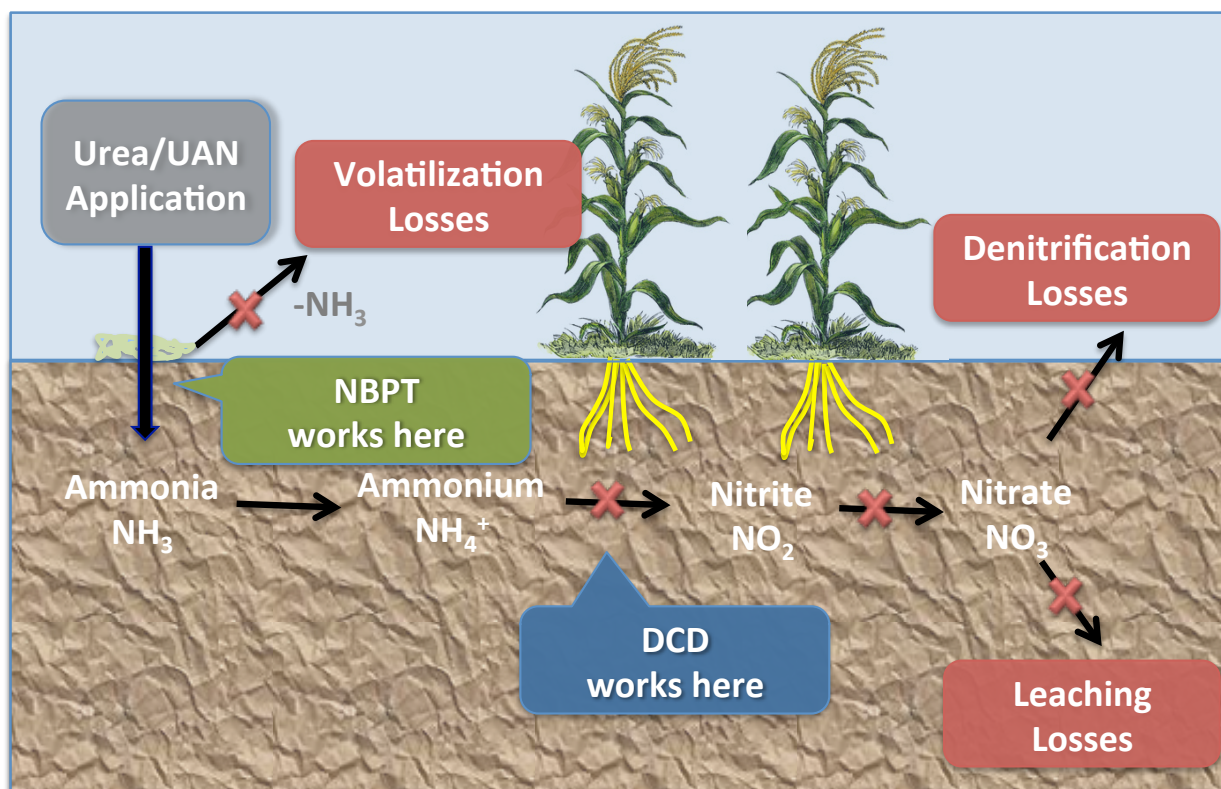 Urea/UAN
Application
Volatilization
Losses
-NH₃
Denitrification
Losses
NBPT
works here
Ammonia
NH₃
Ammonium
NH₄⁺
Nitrite
NO₂
Nitrate
NO₃
DCD
works here
Leaching
Losses